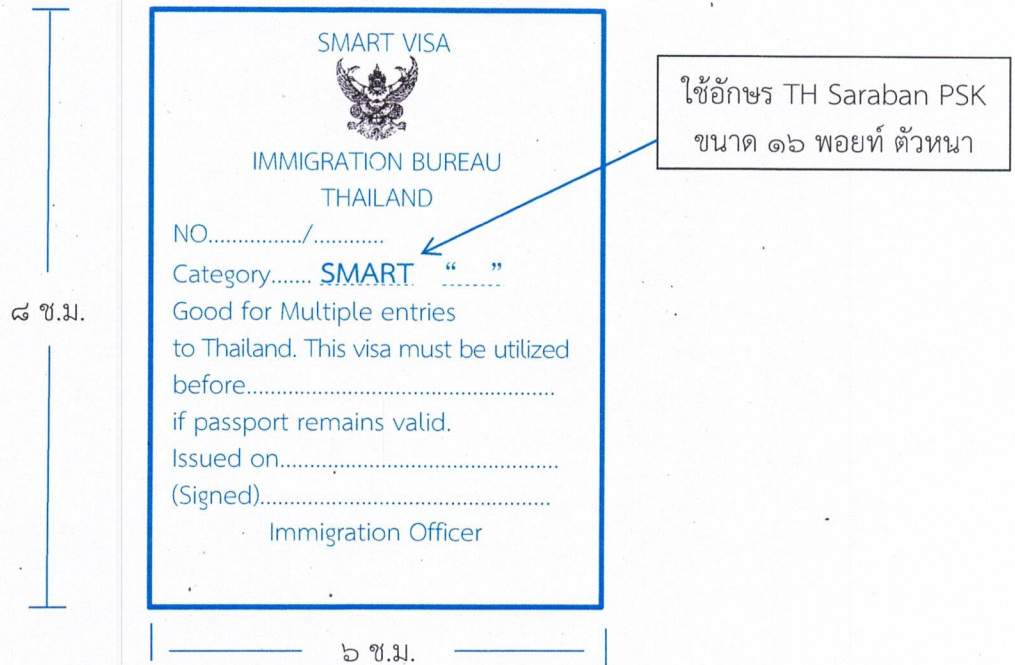 SMART VISA
IMMIGRATION BUREAU
THAILAND
NO.............../............
Category....... SMART “......”
Good for Multiple entries
to Thailand. This visa must be utilized
before....................................................
if passport remains valid.
Issued on..............................................
(Signed).................................................
Immigration Officer
ใช้อักษร TH Saraban PSK
ขนาด ๑๖ พอยท์ ตัวหนา
๘ ซ.ม.
๖ ซ.ม.